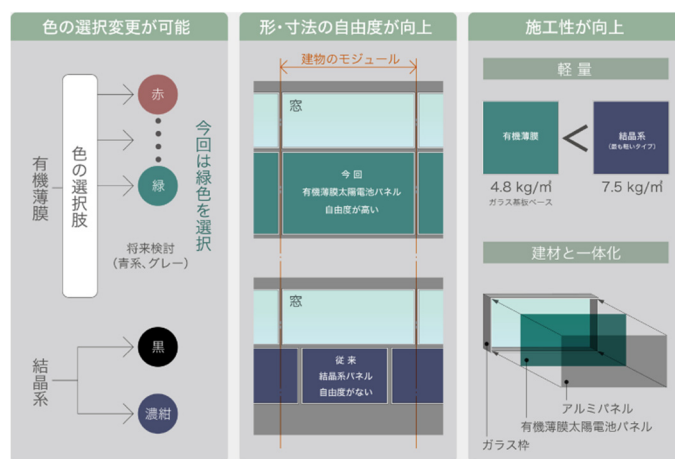 色の選択変更が可能
有機薄膜
色の選択肢
赤
緑
今回は緑色を選択
将来検討
(青系、グレー)
結晶系
黒
濃紺
形・寸法の自由度が向上
建物のモジュール
窓
今 回
有機薄膜太陽電池パネル
自由度が高い
窓
従 来
結晶系パネル
自由度がない
施工性が向上
軽 量
有機薄膜
<
結晶系
(最も軽いタイプ)
4.8 kg/㎡
ガラス基板ベース
7.5 kg/㎡
建材と一体化
アルミパネル
有機薄膜太陽電池パネル
ガラス枠